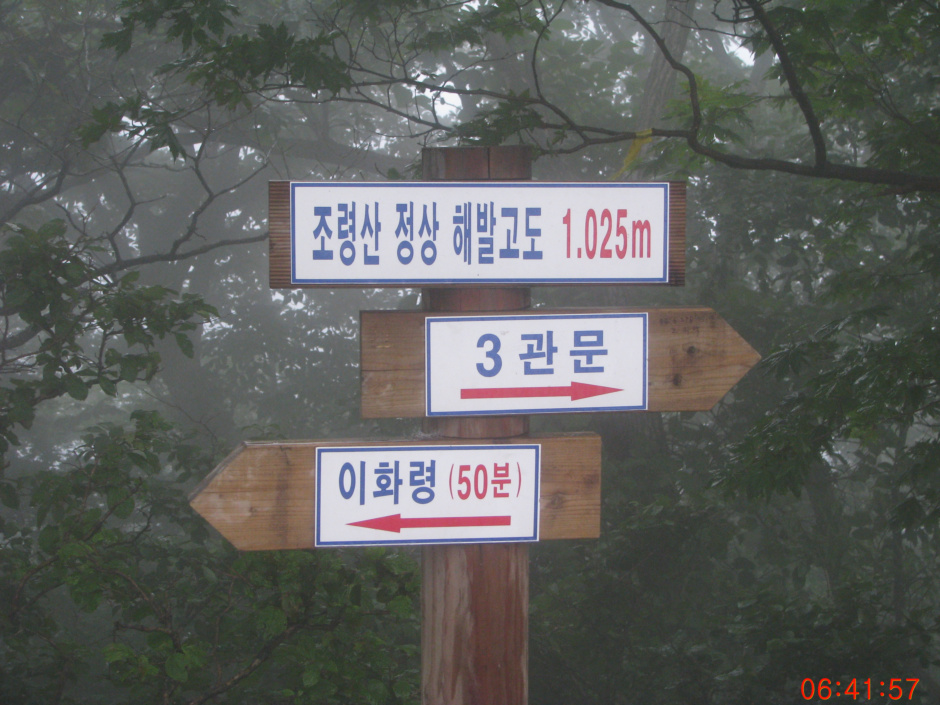 조령산 정상 해발고도 1.025m
3관문
이화령 (50분)
06:41:57